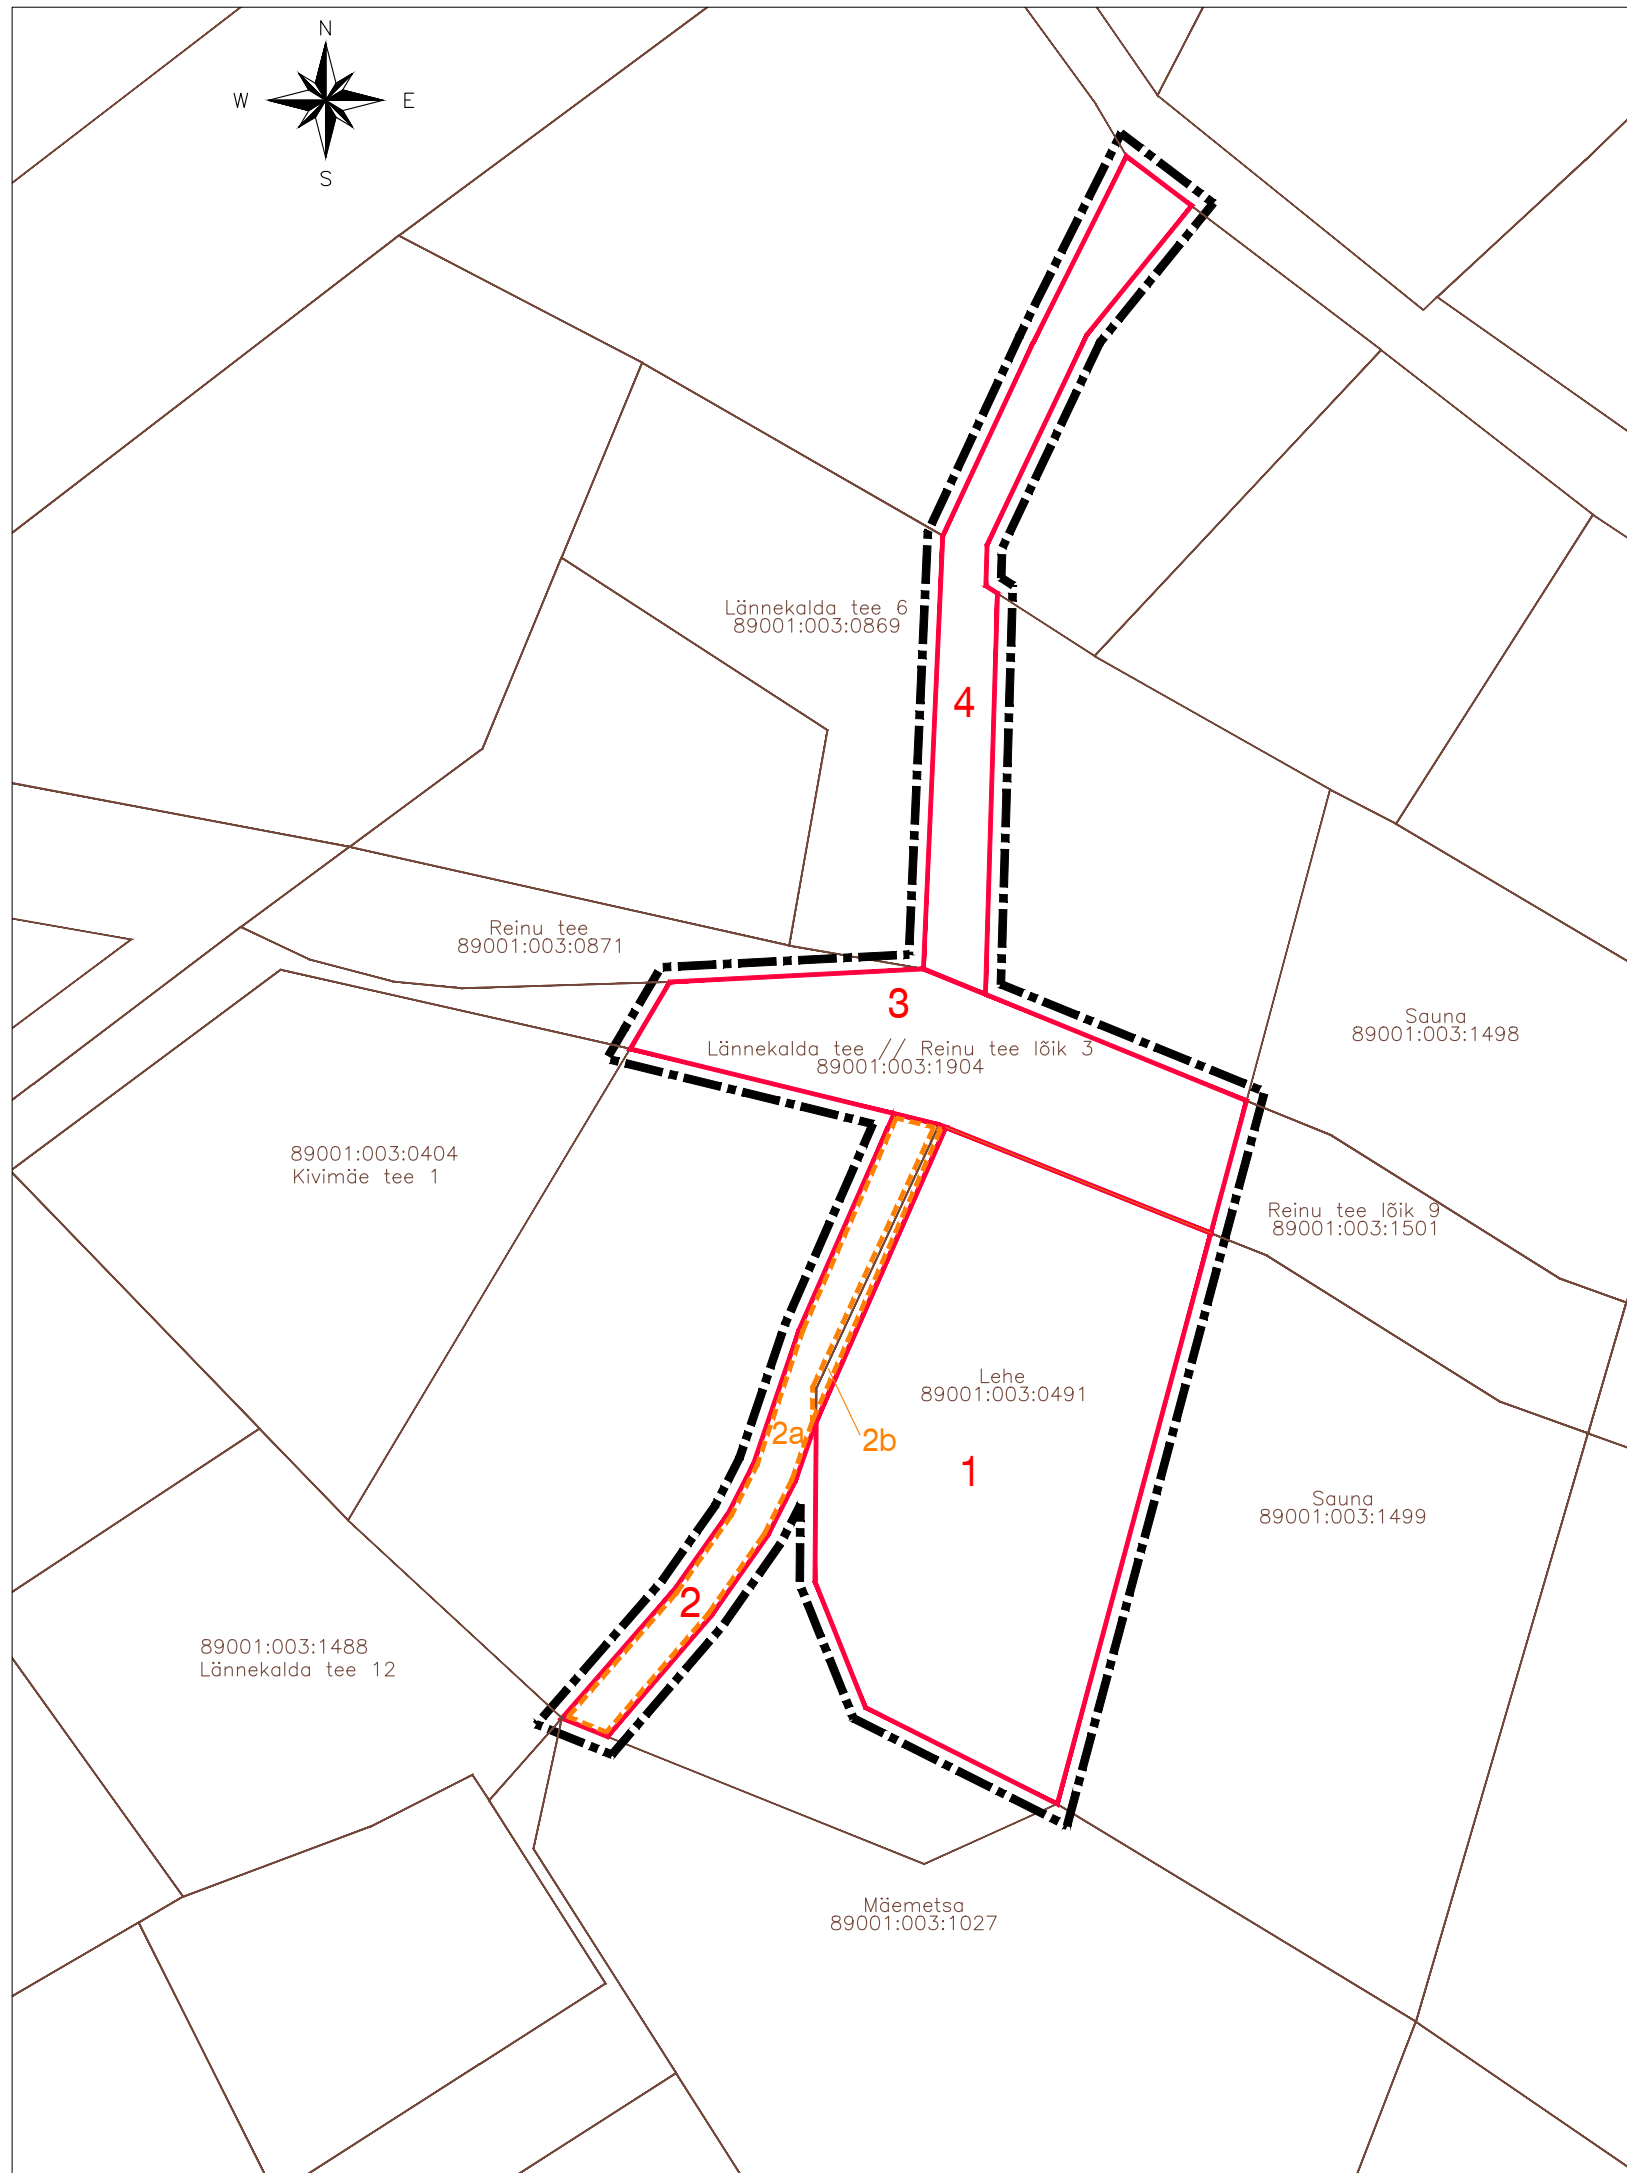 N
W E
S
Lännekalda tee 6
89001:003:0869
4
Reinu tee
89001:003:0871
3
Lännekalda tee // Reinu tee lõik 3
89001:003:1904
Sauna
89001:003:1498
89001:003:0404
Kivimäe tee 1
Reinu tee lõik 9
89001:003:1501
Lehe
89001:003:0491
2a
2b
1
Sauna
89001:003:1499
2
89001:003:1488
Lännekalda tee 12
Mäemetsa
89001:003:1027